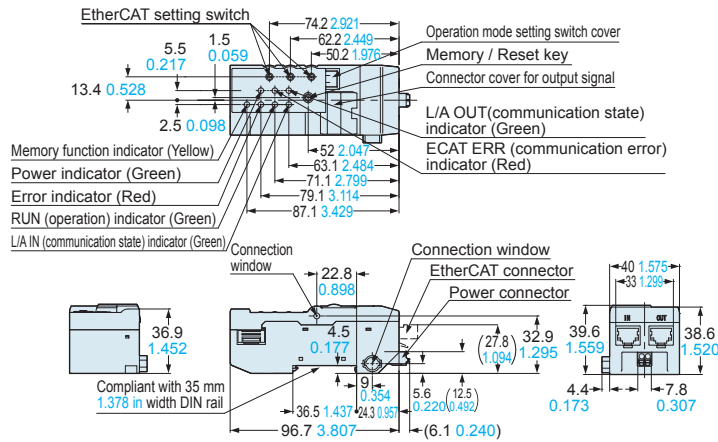 EtherCAT setting switch
74.2 2.921
62.2 2.449
50.2 1.976
Operation mode setting switch cover
Memory / Reset key
Connector cover for output signal
5.5
0.217
1.5
0.059
13.4 0.528
2.5 0.098
L/A OUT(communication state)
indicator (Green)
ECAT ERR (communication error)
indicator (Red)
Memory function indicator (Yellow)
Power indicator (Green)
Error indicator (Red)
RUN (operation) indicator (Green)
L/A IN (communication state) indicator (Green)
52 2.047
63.1 2.484
71.1 2.799
79.1 3.114
87.1 3.429
Connection
window
22.8
0.898
Connection window
EtherCAT connector
Power connector
40 1.575
33 1.299
IN OUT
36.9
1.452
4.5
0.177
(27.8
1.094)
32.9
1.295
39.6
1.559
38.6
1.520
Compliant with 35 mm
1.378 in width DIN rail
9
0.354
36.5 1.437
24.3 0.957
5.6
0.220
(12.5
0.492)
4.4
0.173
7.8
0.307
96.7 3.807
(6.1 0.240)